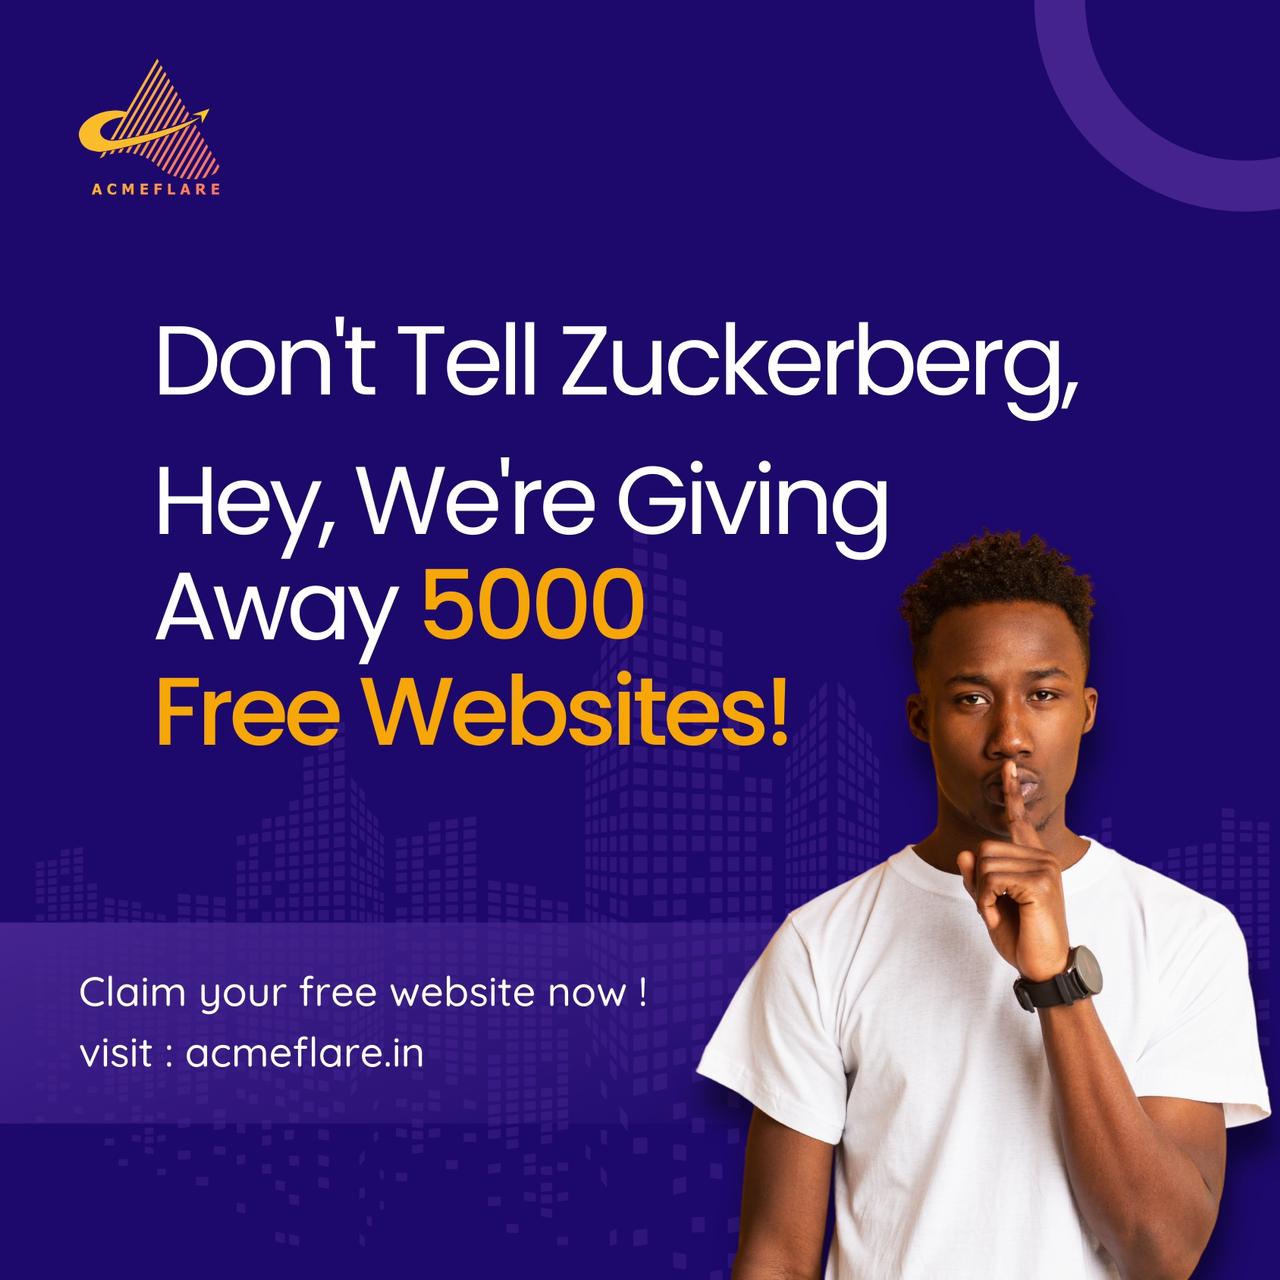 ACMEFLARE
Don't Tell Zuckerberg,
Hey, We're Giving
Away 5000
Free Websites!
Claim your free website now !
visit : acmeflare.in